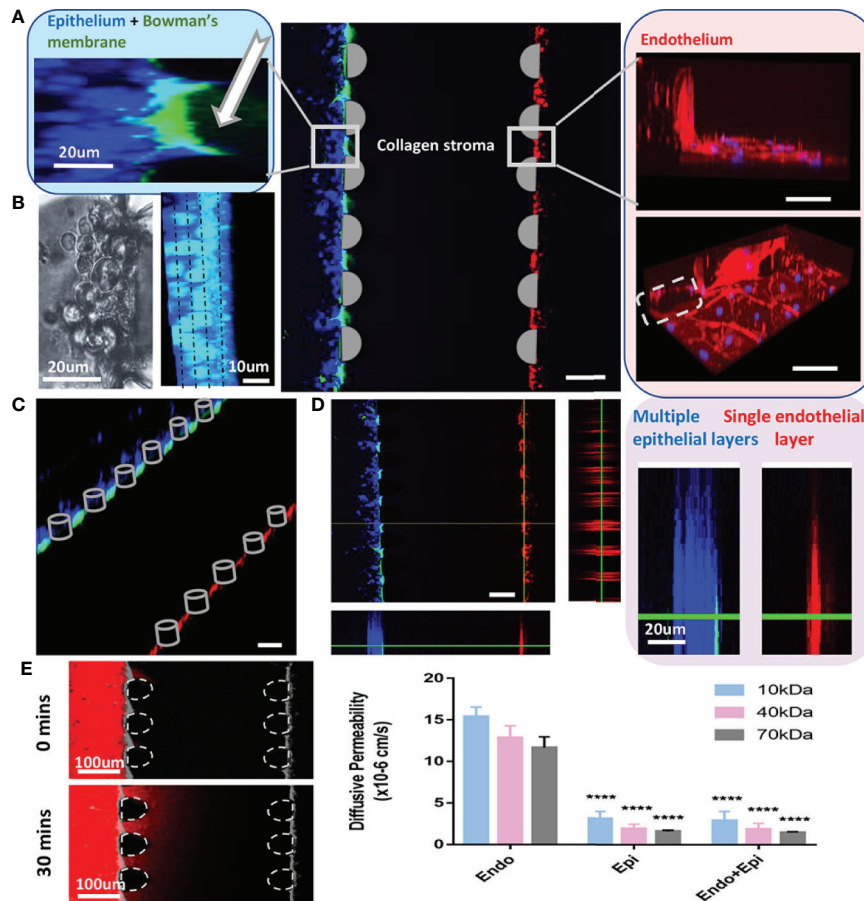 A
Epithelium + Bowman's
membrane
20um
Collagen stroma
Endothelium
B
20um
10um
C
D
Multiple
epithelial layers
Single endothelial
layer
20um
E
0 mins
100um
30 mins
100um
Diffusive Permeability
(x10-6 cm/s)
20
15
10
5
0
10kDa
40kDa
70kDa
**** **** **** **** **** ****
Endo
Epi
Endo+Epi